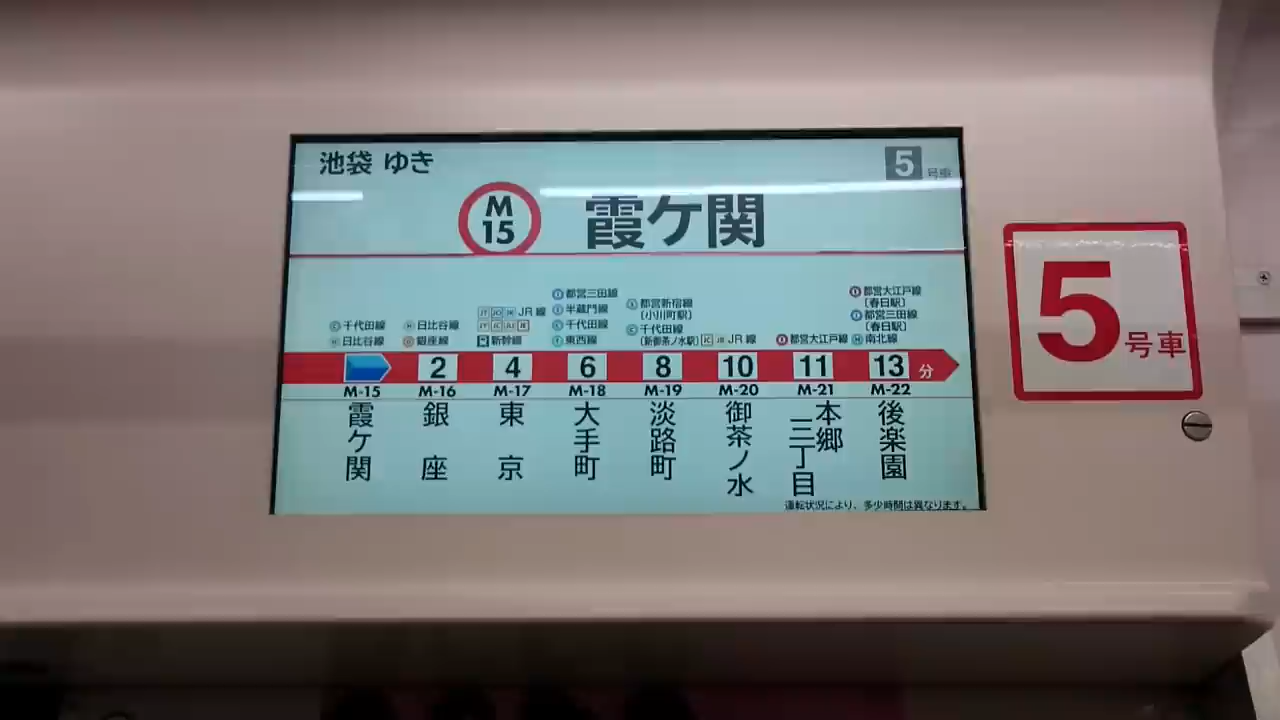 池袋 ゆき
5 号車
M 15
霞ケ関
千代田線
日比谷線
日比谷線
銀座線
JR 線
新幹線
都営三田線
半蔵門線
千代田線
東西線
都営新宿線
〔小川町駅〕
千代田線
〔新御茶ノ水駅〕
JR 線
都営大江戸線
都営大江戸線
〔春日駅〕
都営三田線
〔春日駅〕
南北線
2 4 6 8 10 11 13 分
M-15 M-16 M-17 M-18 M-19 M-20 M-21 M-22
霞ケ関
銀座
東京
大手町
淡路町
御茶ノ水
本郷三丁目
後楽園
運転状況により、多少時間は異なります。
5号車